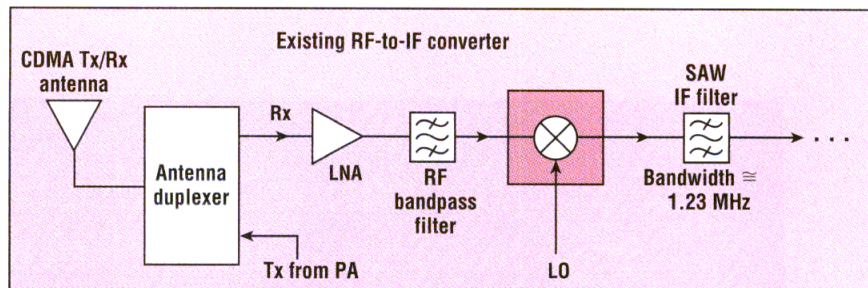 Existing RF-to-IF converter
CDMA Tx/Rx
antenna
Antenna
duplexer
Rx
LNA
RF
bandpass
filter
SAW
IF filter
Bandwidth ≅
1.23 MHz
Tx from PA
LO